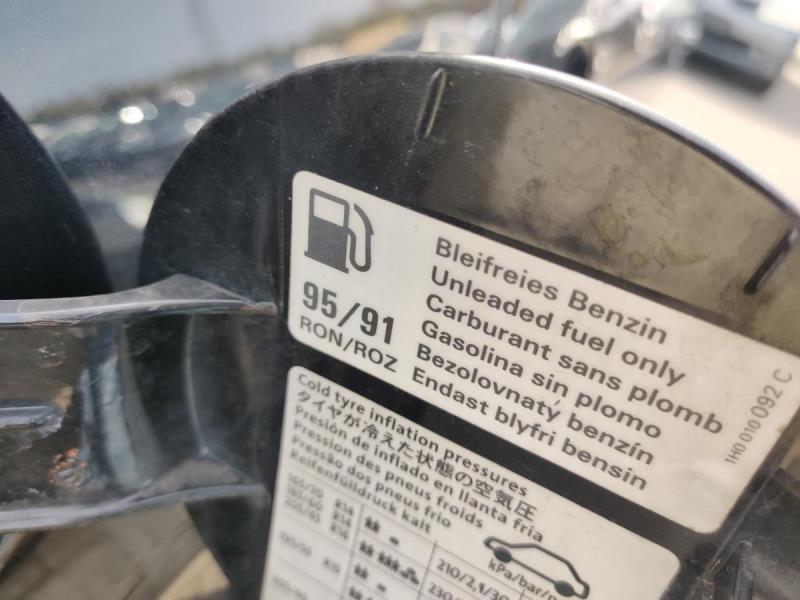 95/91
RON/ROZ
Bleifreies Benzin
Unleaded fuel only
Carburant sans plomb
Gasolina sin plomo
Bezolovnatý benzín
Endast blyfri bensin
1H0 010 092 C
Cold tyre inflation pressures
タイヤが冷えた状態の空気圧
Presión de inflado en llanta fria
Pression des pneus froids
Pressão dos pneus frio
Reifenfülldruck kalt
kPa/bar/
210/2,1/30
230/